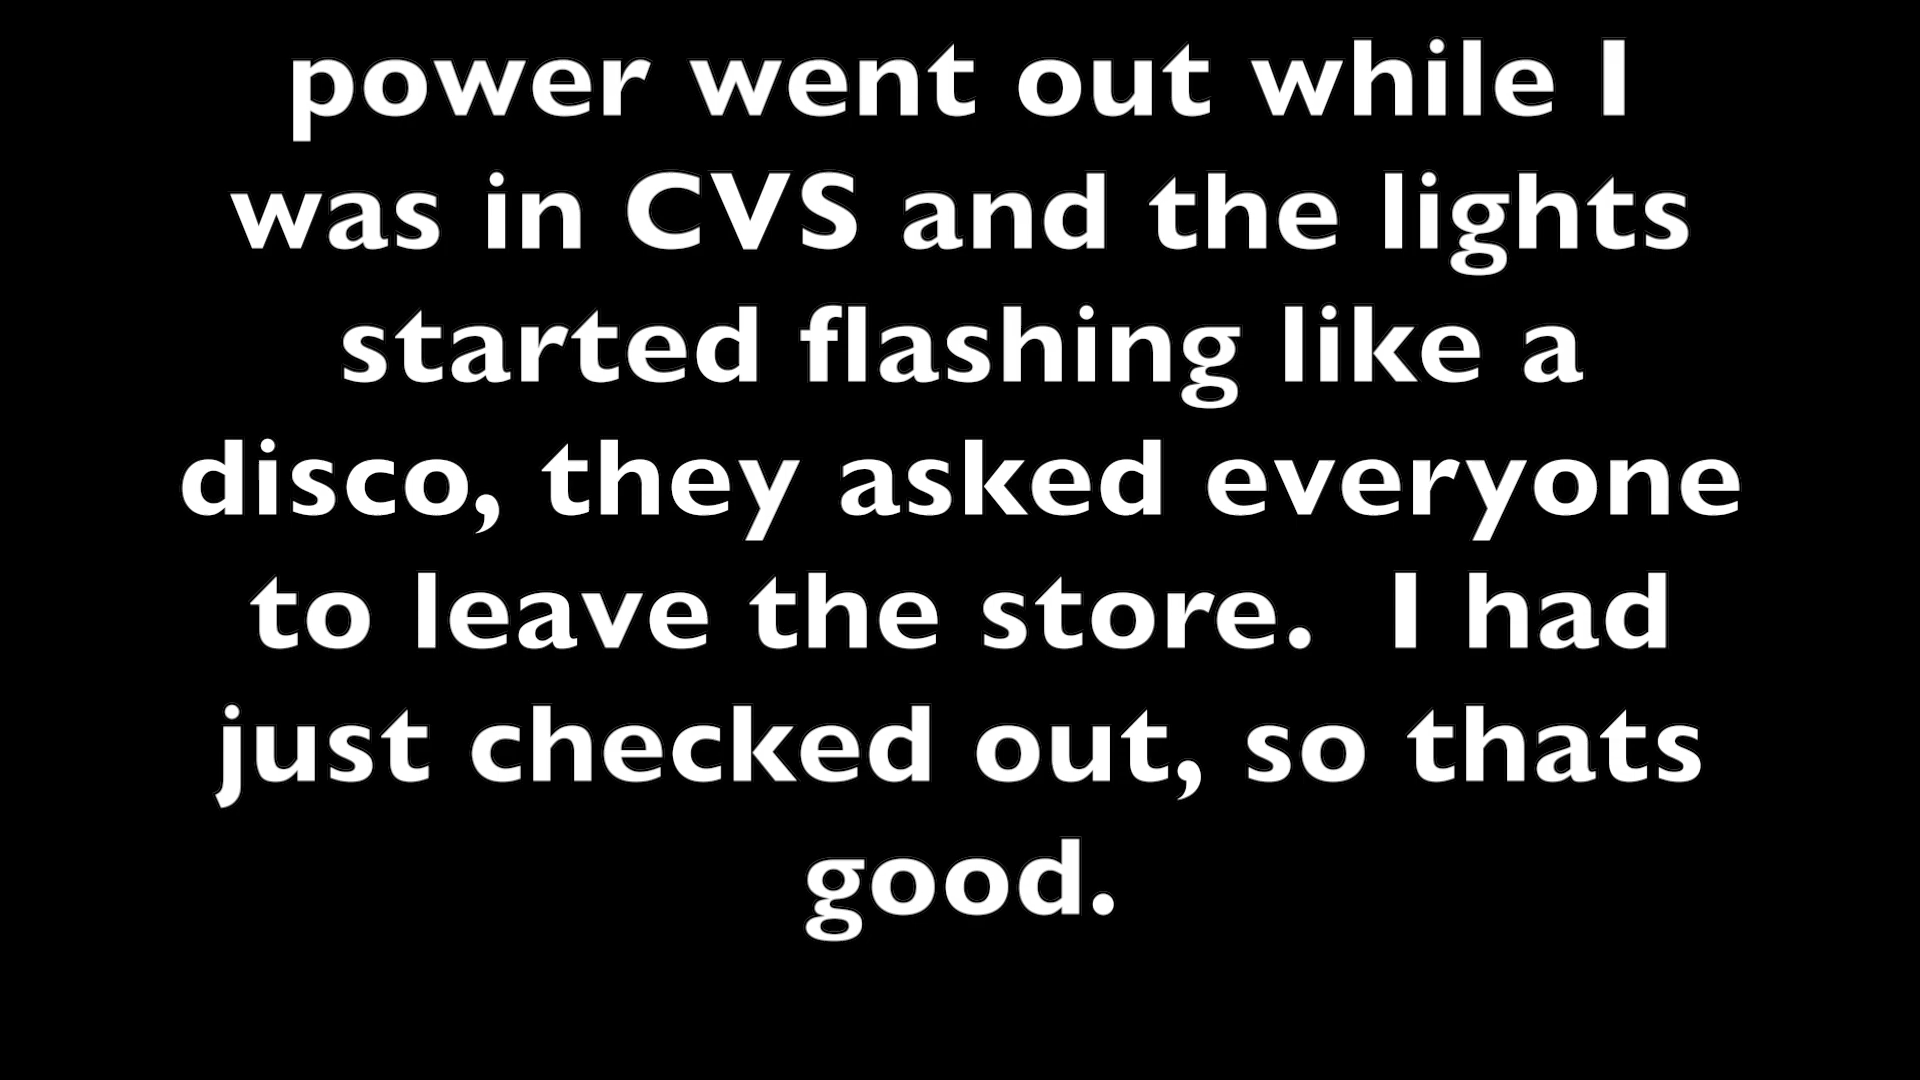 power went out while I
was in CVS and the lights
started flashing like a
disco, they asked everyone
to leave the store.  I had
just checked out, so thats
good.